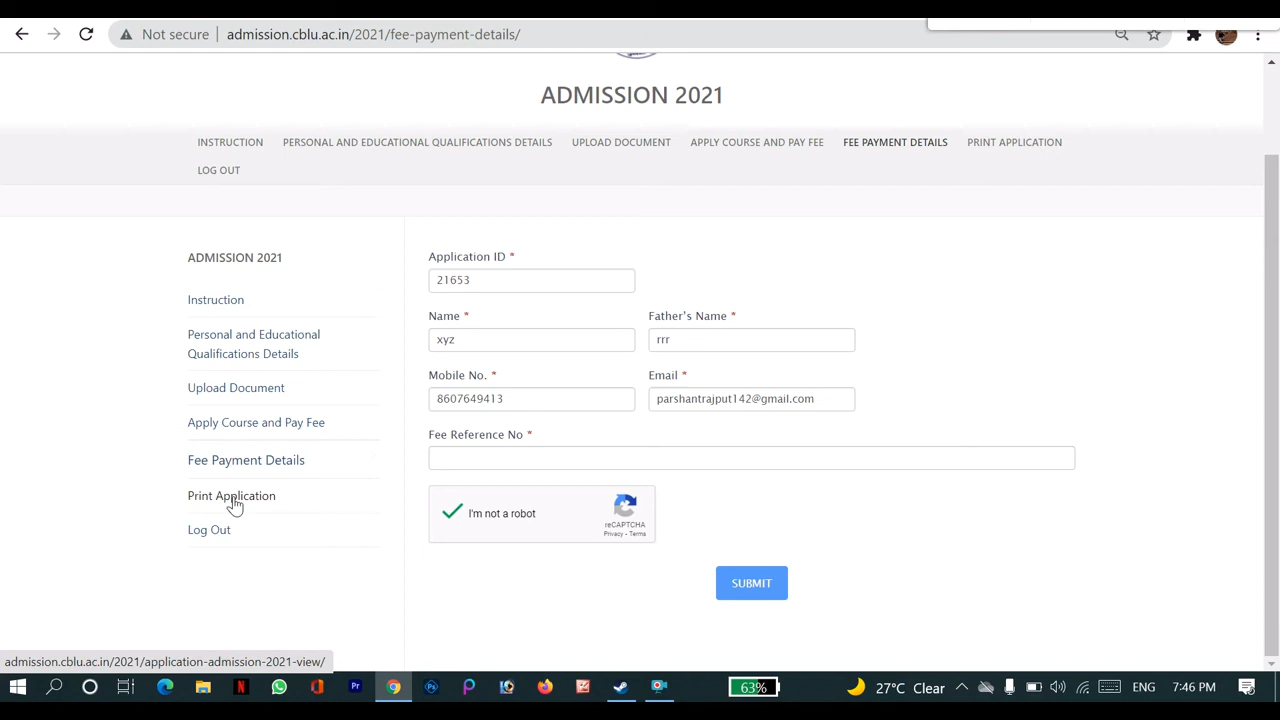 Not secure
admission.cblu.ac.in/2021/fee-payment-details/
ADMISSION 2021
INSTRUCTION PERSONAL AND EDUCATIONAL QUALIFICATIONS DETAILS UPLOAD DOCUMENT APPLY COURSE AND PAY FEE FEE PAYMENT DETAILS PRINT APPLICATION
LOG OUT
ADMISSION 2021
Instruction
Personal and Educational
Qualifications Details
Upload Document
Apply Course and Pay Fee
Fee Payment Details
Print Application
Log Out
Application ID *
21653
Name * Father's Name *
xyz rrr
Mobile No. * Email *
8607649413 parshantrajput142@gmail.com
Fee Reference No *
I'm not a robot
reCAPTCHA
Privacy - Terms
SUBMIT
admission.cblu.ac.in/2021/application-admission-2021-view/
N Pr Ps P 63% 27°C Clear ENG 7:46 PM